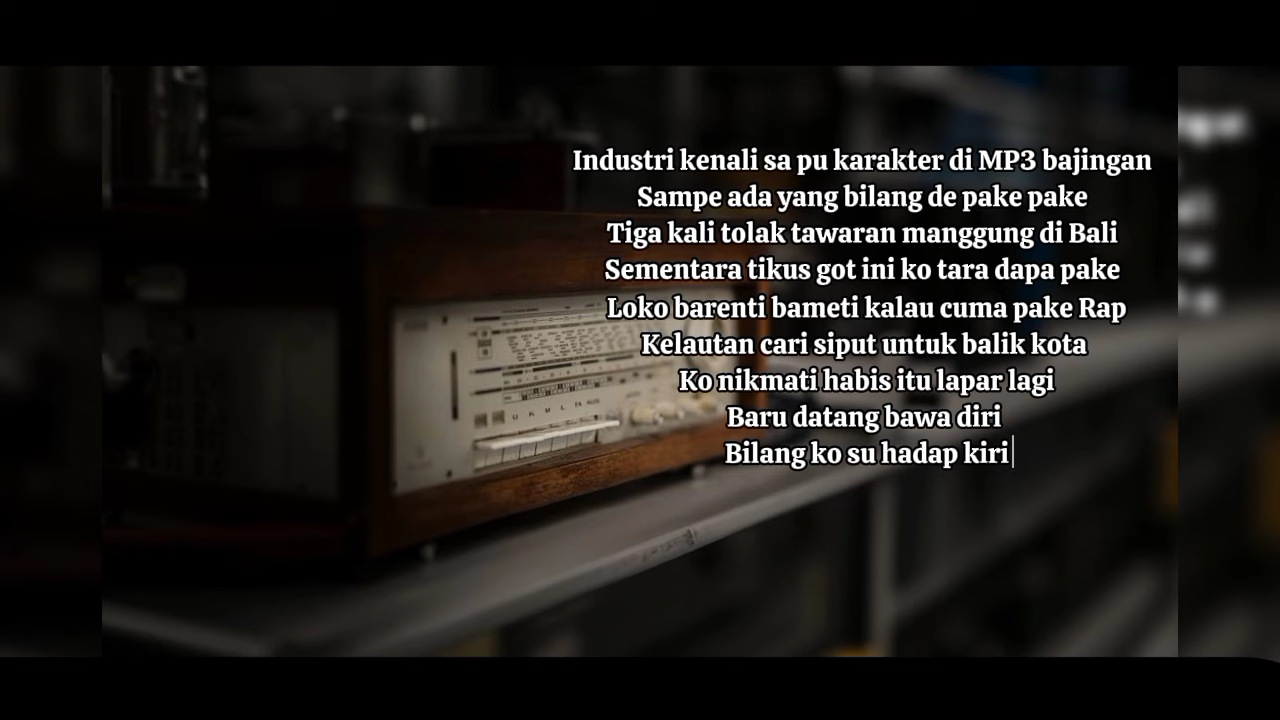 Industri kenali sa pu karakter di MP3 bajingan
Sampe ada yang bilang de pake pake
Tiga kali tolak tawaran manggung di Bali
Sementara tikus got ini ko tara dapa pake
Loko barenti bameti kalau cuma pake Rap
Kelautan cari siput untuk balik kota
Ko nikmati habis itu lapar lagi
Baru datang bawa diri
Bilang ko su hadap kiri